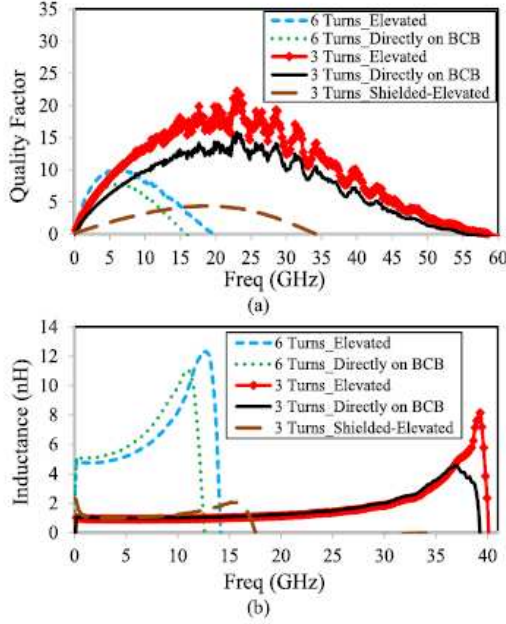 35
30
25
20
15
10
5
0
Quality Factor
6 Turns_Elevated
6 Turns_Directly on BCB
3 Turns_Elevated
3 Turns_Directly on BCB
3 Turns_Shielded-Elevated
0 5 10 15 20 25 30 35 40 45 50 55 60
Freq (GHz)
(a)
14
12
10
8
6
4
2
0
Inductance (nH)
6 Turns_Elevated
6 Turns_Directly on BCB
3 Turns_Elevated
3 Turns_Directly on BCB
3 Turns_Shielded-Elevated
0 5 10 15 20 25 30 35 40
Freq (GHz)
(b)